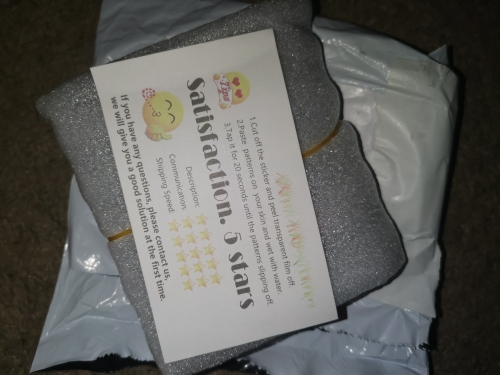 1.Cut off the sticker and peel transparent film off.
2.Paste patterns on your skin and wet with water.
3.Tap it for 20 seconds until the patterns slipping off.
Satisfaction. 5 stars
Description:
Communication:
Shipping Speed:
If you have any questions, please contact us,
we will give you a good solution at the first time.